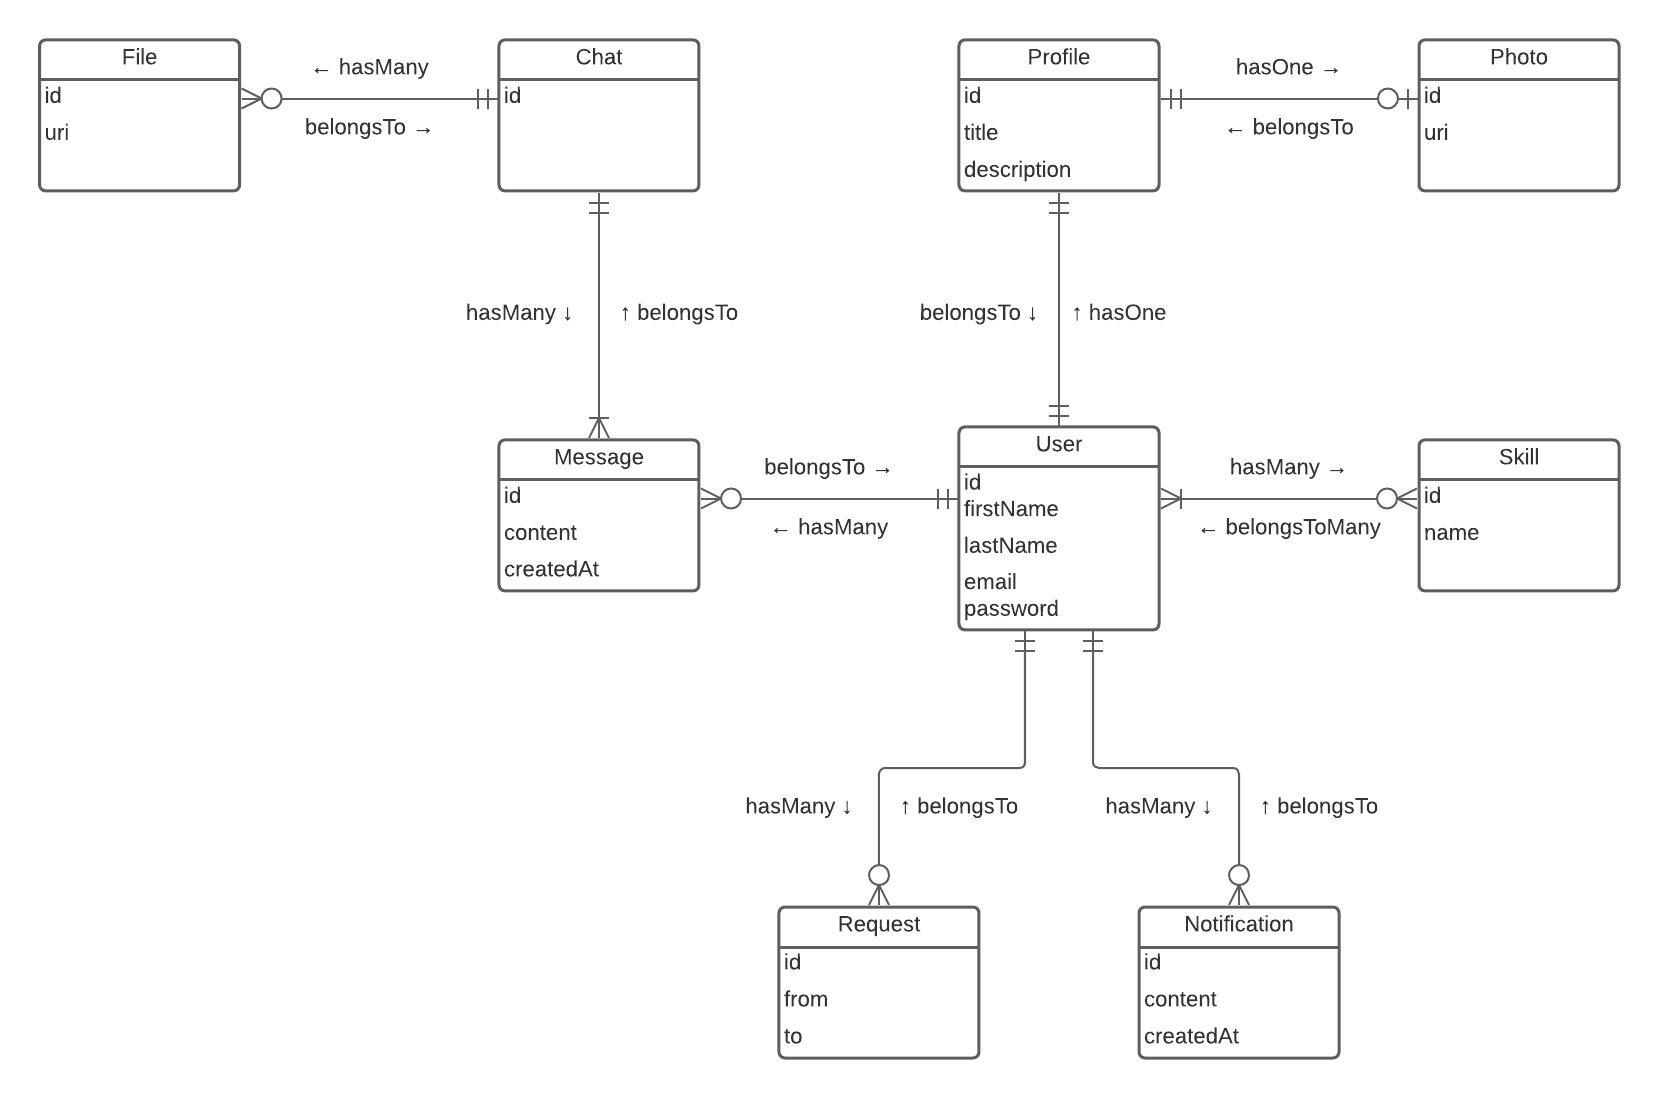 File
id
uri
← hasMany
belongsTo →
Chat
id
Profile
id
title
description
hasOne →
← belongsTo
Photo
id
uri
hasMany ↓
↑ belongsTo
belongsTo ↓
↑ hasOne
Message
id
content
createdAt
belongsTo →
← hasMany
User
id
firstName
lastName
email
password
hasMany →
← belongsToMany
Skill
id
name
hasMany ↓
↑ belongsTo
hasMany ↓
↑ belongsTo
Request
id
from
to
Notification
id
content
createdAt